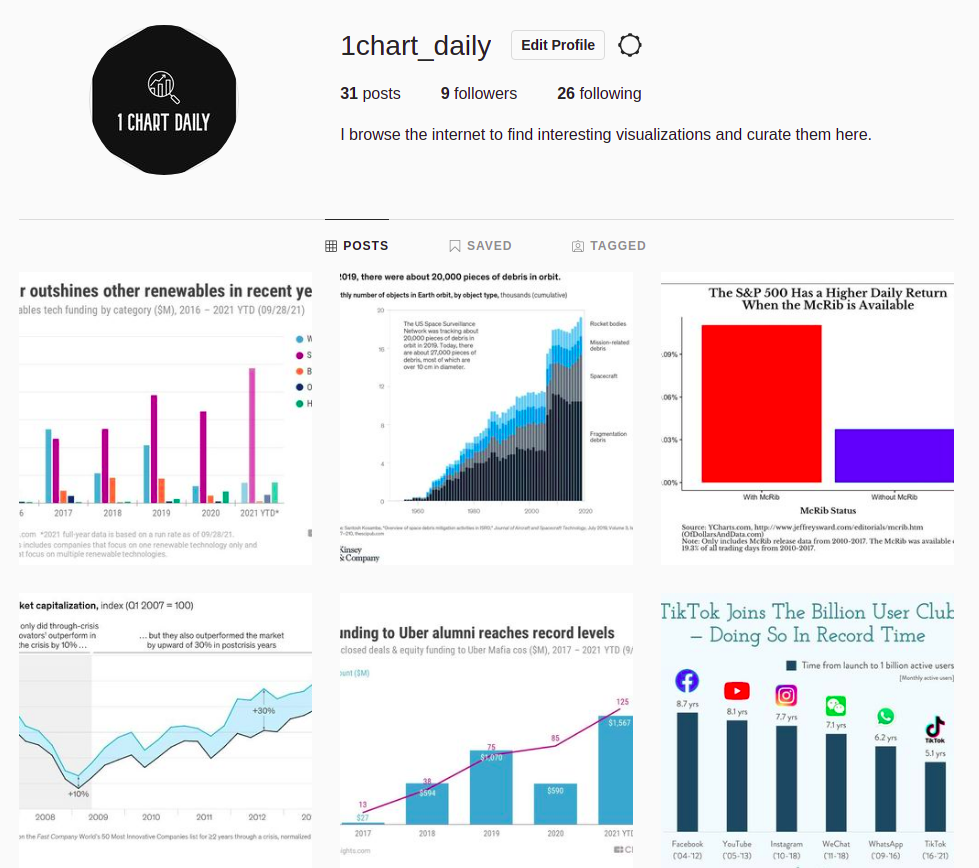 1 CHART DAILY
1chart_daily
Edit Profile
31 posts 9 followers 26 following
I browse the internet to find interesting visualizations and curate them here.
POSTS SAVED TAGGED
r outshines other renewables in recent ye
ables tech funding by category ($M), 2016 – 2021 YTD (09/28/21)
W
S
B
O
H
6 2017 2018 2019 2020 2021 YTD*
.com *2021 full-year data is based on a run rate as of 09/28/21.
includes companies that focus on one renewable technology only and
at focus on multiple renewable technologies.
2019, there were about 20,000 pieces of debris in orbit.
thly number of objects in Earth orbit, by object type, thousands (cumulative)
20
16
12
8
4
0
The US Space Surveillance
Network was tracking about
20,000 pieces of debris in
orbit in 2019. Today, there
are about 27,000 pieces of
debris, most of which are
over 10 cm in diameter.
Rocket bodies
Mission-related
debris
Spacecraft
Fragmentation
debris
1960 1980 2000 2020
Kinsey
& Company
The S&P 500 Has a Higher Daily Return
When the McRib is Available
.09%
.06%
.03%
.00%
With McRib Without McRib
McRib Status
Source: YCharts.com, http://www.jeffreysward.com/editorials/mcrib.htm
(OfDollarsAndData.com)
Note: Only includes McRib release data from 2010-2017. The McRib was available
19.3% of all trading days from 2010-2017.
ket capitalization, index (Q1 2007 = 100)
only did through-crisis
ovators' outperform in
he crisis by 10% …
… but they also outperformed the market
by upward of 30% in postcrisis years
+30%
+10%
2008 2009 2010 2011 2012 20
n the Fast Company World's 50 Most Innovative Companies list for ≥2 years through a crisis, normalized
unding to Uber alumni reaches record levels
closed deals & equity funding to Uber Mafia cos ($M), 2017 – 2021 YTD (9/
unt ($M)
13
38
75
85
125
$27
$594
$1,070
$590
$1,567
2017 2018 2019 2020 2021 YTD
ights.com
CI
TikTok Joins The Billion User Club
– Doing So In Record Time
Time from launch to 1 billion active users
[Monthly active users]
8.7 yrs
8.1 yrs
7.7 yrs
7.1 yrs
6.2 yrs
TikTok
5.1 yrs
Facebook YouTube Instagram WeChat WhatsApp TikTok
('04-12) ('05-13) ('10-18) ('11-18) ('09-16) ('16-21)